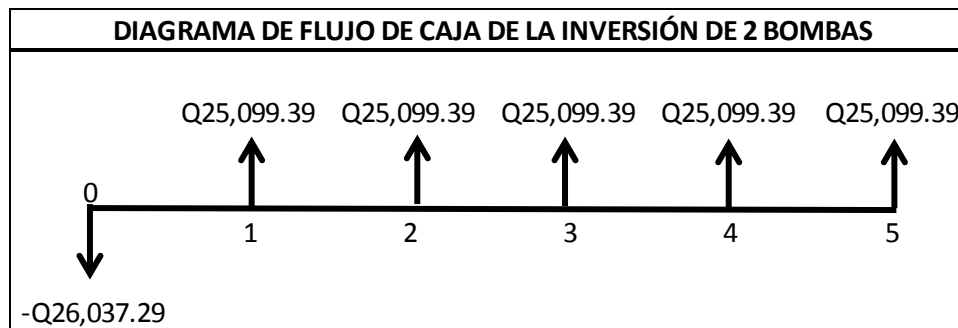 DIAGRAMA DE FLUJO DE CAJA DE LA INVERSIÓN DE 2 BOMBAS
Q25,099.39 Q25,099.39 Q25,099.39 Q25,099.39 Q25,099.39
0
1 2 3 4 5
-Q26,037.29